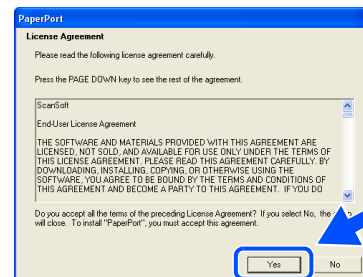 PaperPort
License Agreement
Please read the following license agreement carefully.
Press the PAGE DOWN key to see the rest of the agreement.
ScanSoft
End-User License Agreement
THE SOFTWARE AND MATERIALS PROVIDED WITH THIS AGREEMENT ARE
LICENSED, NOT SOLD, AND AVAILABLE FOR USE ONLY UNDER THE TERMS OF
THIS LICENSE AGREEMENT. PLEASE READ THIS AGREEMENT CAREFULLY. BY
DOWNLOADING, INSTALLING, COPYING, OR OTHERWISE USING THE
SOFTWARE, YOU AGREE TO BE BOUND BY THE TERMS AND CONDITIONS OF
THIS AGREEMENT AND BECOME A PARTY TO THIS AGREEMENT. IF YOU DO
Do you accept all the terms of the preceding License Agreement? If you select No, the
will close. To install "PaperPort", you must accept this agreement.
Yes No